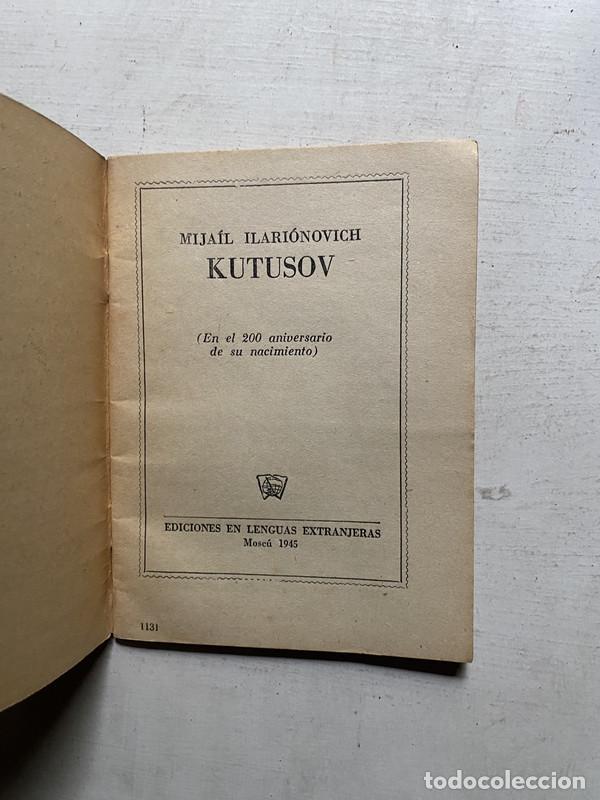 MIJAÍL ILARIÓNOVICH
KUTUSOV
(En el 200 aniversario
de su nacimiento)
EDICIONES EN LENGUAS EXTRANJERAS
Moscú 1945
1131
todocoleccion